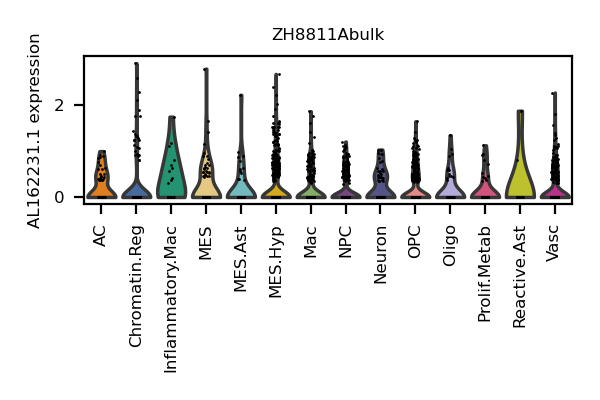 ZH8811Abulk
AL162231.1 expression
2
0
AC
Chromatin.Reg
Inflammatory.Mac
MES
MES.Ast
MES.Hyp
Mac
NPC
Neuron
OPC
Oligo
Prolif.Metab
Reactive.Ast
Vasc